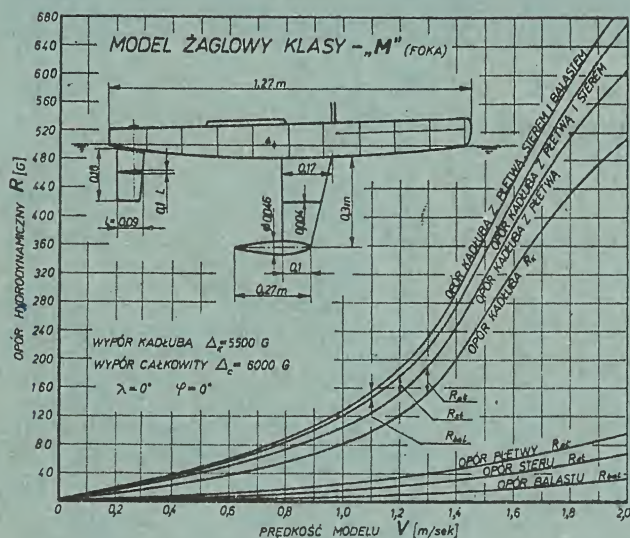 MODEL ŻAGLOWY KLASY - „M" (FOKA)
1,27 m
0,17
0,18
0,1 L
L = 0,09
ϕ 0,046
0,004
0,3 m
0,1
0,27 m
WYPÓR KADŁUBA Δk = 5500 G
WYPÓR CAŁKOWITY Δc = 6000 G
λ = 0° φ = 0°
OPÓR KADŁUBA Z PŁETWĄ, STEREM I BALASTEM
OPÓR KADŁUBA Z PŁETWĄ I STEREM
OPÓR KADŁUBA Z PŁETWĄ
OPÓR KADŁUBA Rk
Rst
Rbal
OPÓR PŁETWY
OPÓR STERU Rst
OPÓR BALASTU Rbal
OPÓR HYDRODYNAMICZNY R [G]
680
640
600
560
520
480
440
400
360
320
280
240
200
160
120
80
40
0 0,2 0,4 0,6 0,8 1,0 1,2 1,4 1,6 1,8 2,0
PRĘDKOŚĆ MODELU V [m/sek]